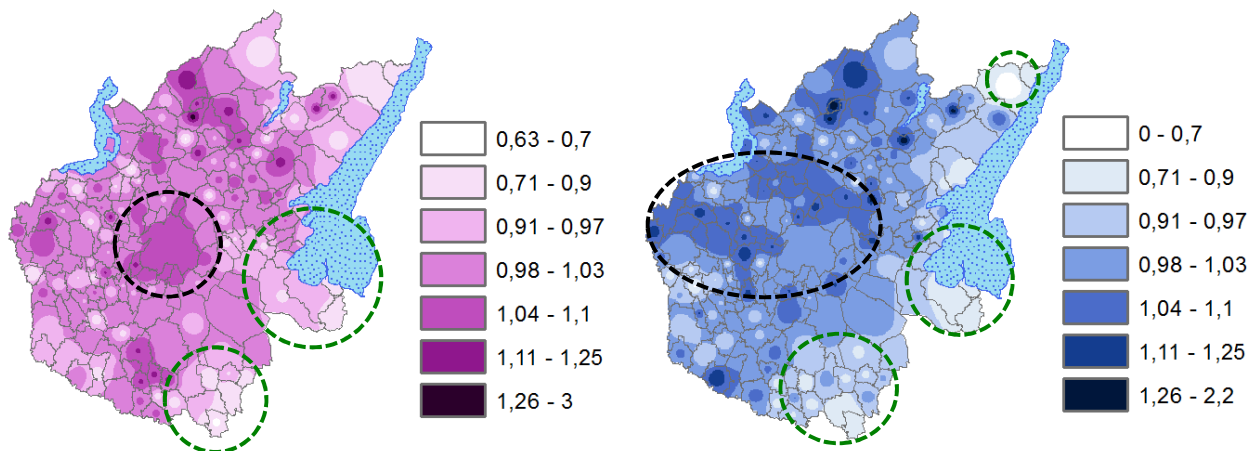 0,63 - 0,7
0,71 - 0,9
0,91 - 0,97
0,98 - 1,03
1,04 - 1,1
1,11 - 1,25
1,26 - 3
0 - 0,7
0,71 - 0,9
0,91 - 0,97
0,98 - 1,03
1,04 - 1,1
1,11 - 1,25
1,26 - 2,2